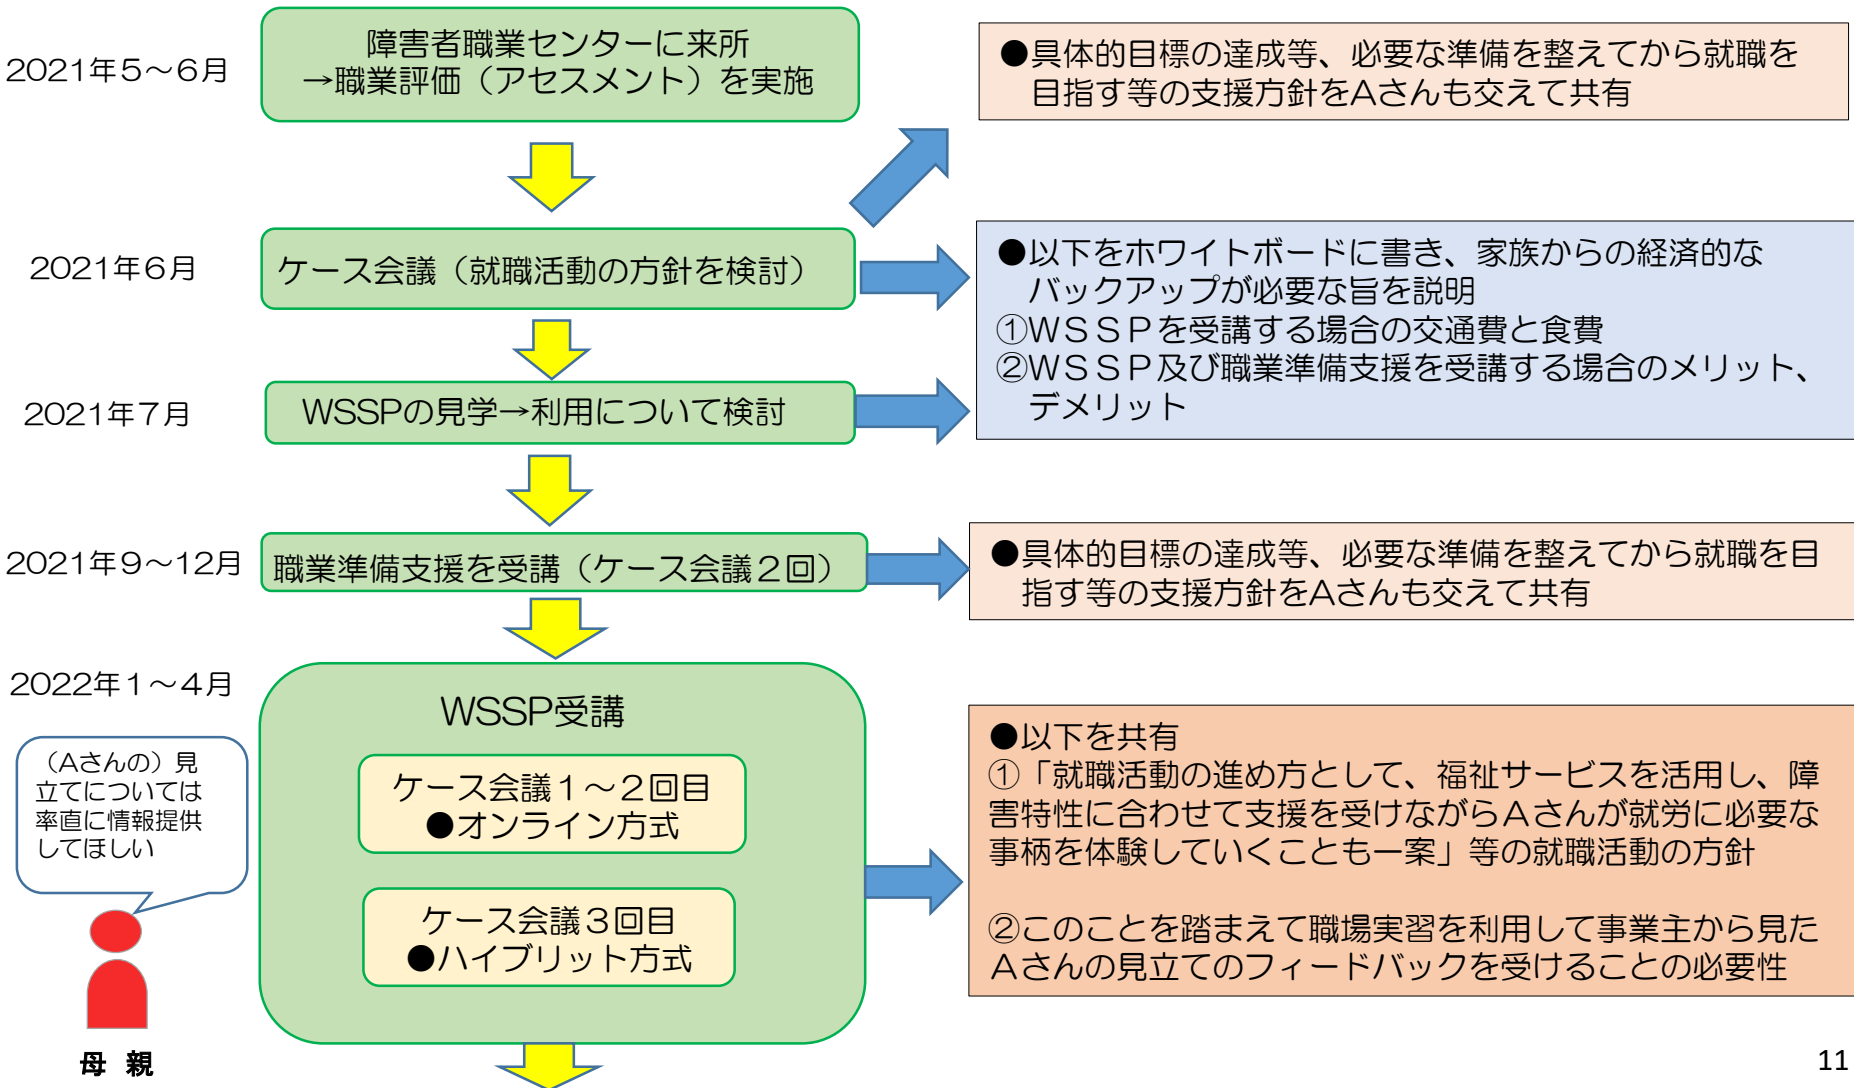 2021年5～6月
障害者職業センターに来所
→職業評価（アセスメント）を実施
●具体的目標の達成等、必要な準備を整えてから就職を
目指す等の支援方針をAさんも交えて共有
2021年６月
ケース会議（就職活動の方針を検討）
●以下をホワイトボードに書き、家族からの経済的な
バックアップが必要な旨を説明
①ＷＳＳＰを受講する場合の交通費と食費
②ＷＳＳＰ及び職業準備支援を受講する場合のメリット、
デメリット
2021年７月
WSSPの見学→利用について検討
2021年９～12月
職業準備支援を受講（ケース会議２回）
●具体的目標の達成等、必要な準備を整えてから就職を目
指す等の支援方針をAさんも交えて共有
2022年１～４月
WSSP受講
（Aさんの）見
立てについては
率直に情報提供
してほしい
母 親
ケース会議１～２回目
●オンライン方式
ケース会議３回目
●ハイブリット方式
●以下を共有
①「就職活動の進め方として、福祉サービスを活用し、障
害特性に合わせて支援を受けながらＡさんが就労に必要な
事柄を体験していくことも一案」等の就職活動の方針
②このことを踏まえて職場実習を利用して事業主から見た
Ａさんの見立てのフィードバックを受けることの必要性
11